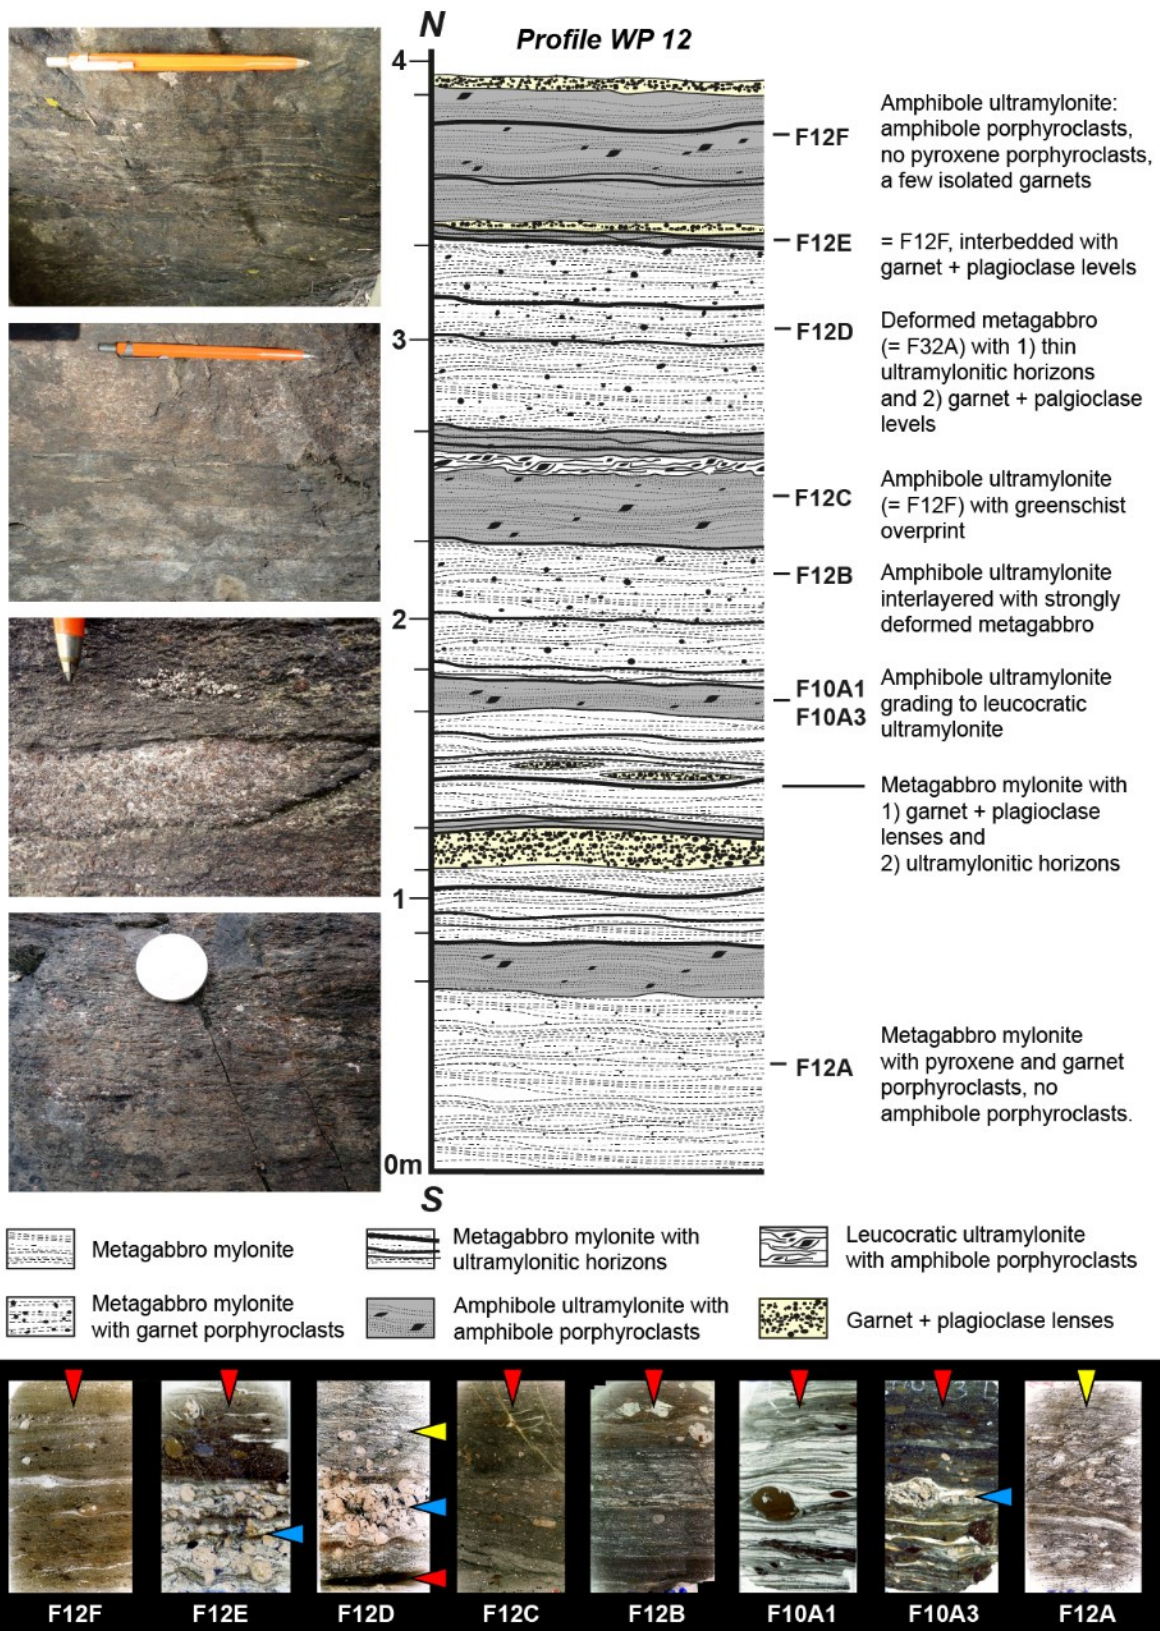 N
Profile WP 12
4
F12F
Amphibole ultramylonite:
amphibole porphyroclasts,
no pyroxene porphyroclasts,
a few isolated garnets
F12E
= F12F, interbedded with
garnet + plagioclase levels
3
F12D
Deformed metagabbro
(= F32A) with 1) thin
ultramylonitic horizons
and 2) garnet + palgioclase
levels
F12C
Amphibole ultramylonite
(= F12F) with greenschist
overprint
F12B
Amphibole ultramylonite
interlayered with strongly
deformed metagabbro
2
F10A1
F10A3
Amphibole ultramylonite
grading to leucocratic
ultramylonite
Metagabbro mylonite with
1) garnet + plagioclase
lenses and
2) ultramylonitic horizons
1
F12A
Metagabbro mylonite
with pyroxene and garnet
porphyroclasts, no
amphibole porphyroclasts.
0m
S
Metagabbro mylonite
Metagabbro mylonite with
ultramylonitic horizons
Leucocratic ultramylonite
with amphibole porphyroclasts
Metagabbro mylonite
with garnet porphyroclasts
Amphibole ultramylonite with
amphibole porphyroclasts
Garnet + plagioclase lenses
F12F
F12E
F12D
F12C
F12B
F10A1
F10A3
F12A